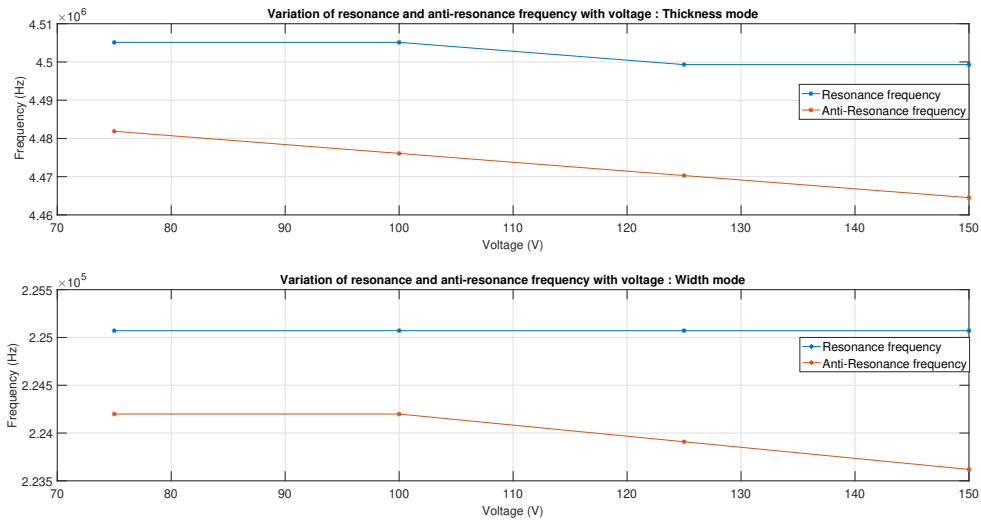 Variation of resonance and anti-resonance frequency with voltage : Thickness mode
×10^6
4.51
4.5
4.49
4.48
4.47
4.46
Frequency (Hz)
Resonance frequency
Anti-Resonance frequency
70 80 90 100 110 120 130 140 150
Voltage (V)
Variation of resonance and anti-resonance frequency with voltage : Width mode
×10^5
2.255
2.25
2.245
2.24
2.235
Frequency (Hz)
Resonance frequency
Anti-Resonance frequency
70 80 90 100 110 120 130 140 150
Voltage (V)